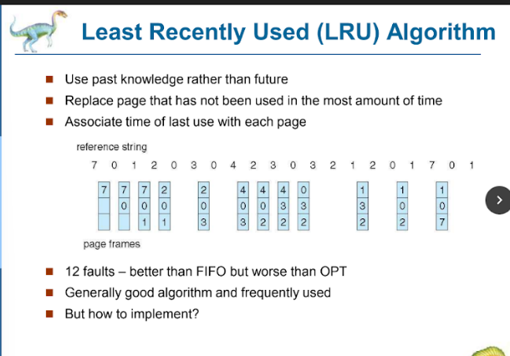 Least Recently Used (LRU) Algorithm
Use past knowledge rather than future
Replace page that has not been used in the most amount of time
Associate time of last use with each page
reference string
7 0 1 2 0 3 0 4 2 3 0 3 2 1 2 0 1 7 0 1
7 7 7 2 2 4 4 4 0 1 1 1
0 0 0 0 0 0 3 3 3 0 0
1 1 3 3 2 2 2 2 2 7
page frames
12 faults – better than FIFO but worse than OPT
Generally good algorithm and frequently used
But how to implement?